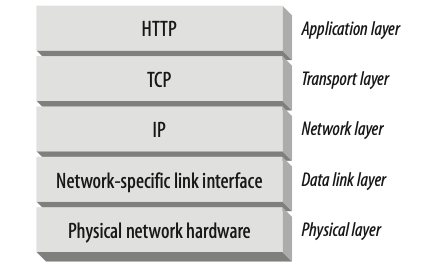 HTTP Application layer
TCP Transport layer
IP Network layer
Network-specific link interface Data link layer
Physical network hardware Physical layer